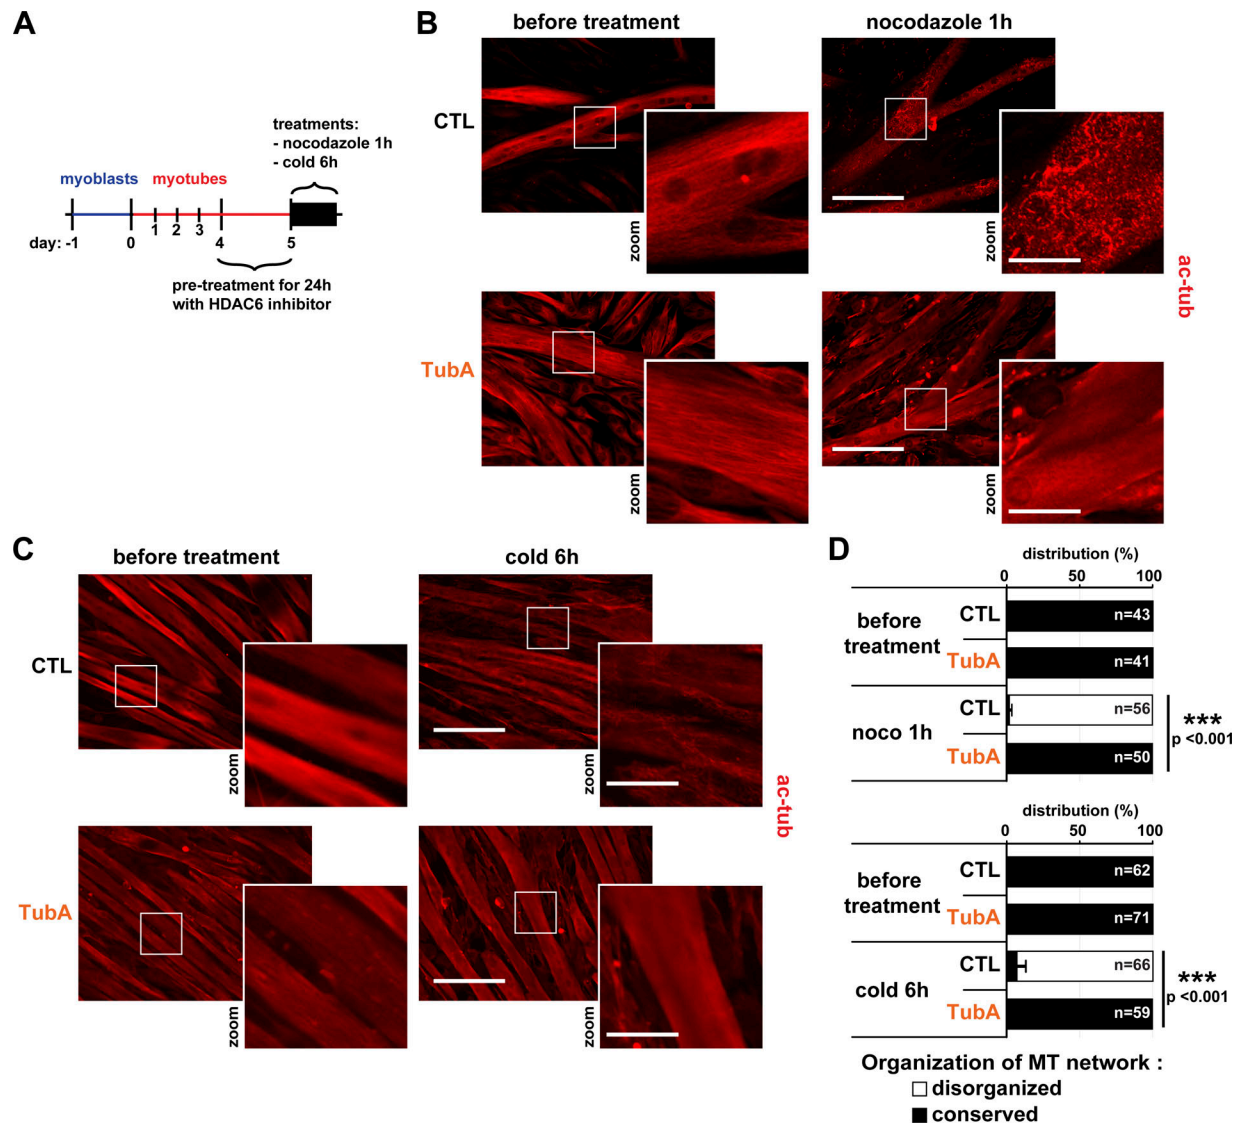 A
treatments:
- nocodazole 1h
- cold 6h
myoblasts myotubes
day: -1 0 1 2 3 4 5
pre-treatment for 24h
with HDAC6 inhibitor
B
before treatment nocodazole 1h
CTL
zoom
zoom
TubA
zoom
zoom
ac-tub
C
before treatment cold 6h
CTL
zoom
zoom
TubA
zoom
zoom
ac-tub
D
distribution (%)
0 50 100
before
treatment
CTL n=43
TubA n=41
noco 1h
CTL n=56
TubA n=50
***
p <0.001
distribution (%)
0 50 100
before
treatment
CTL n=62
TubA n=71
cold 6h
CTL n=66
TubA n=59
***
p <0.001
Organization of MT network :
disorganized
conserved